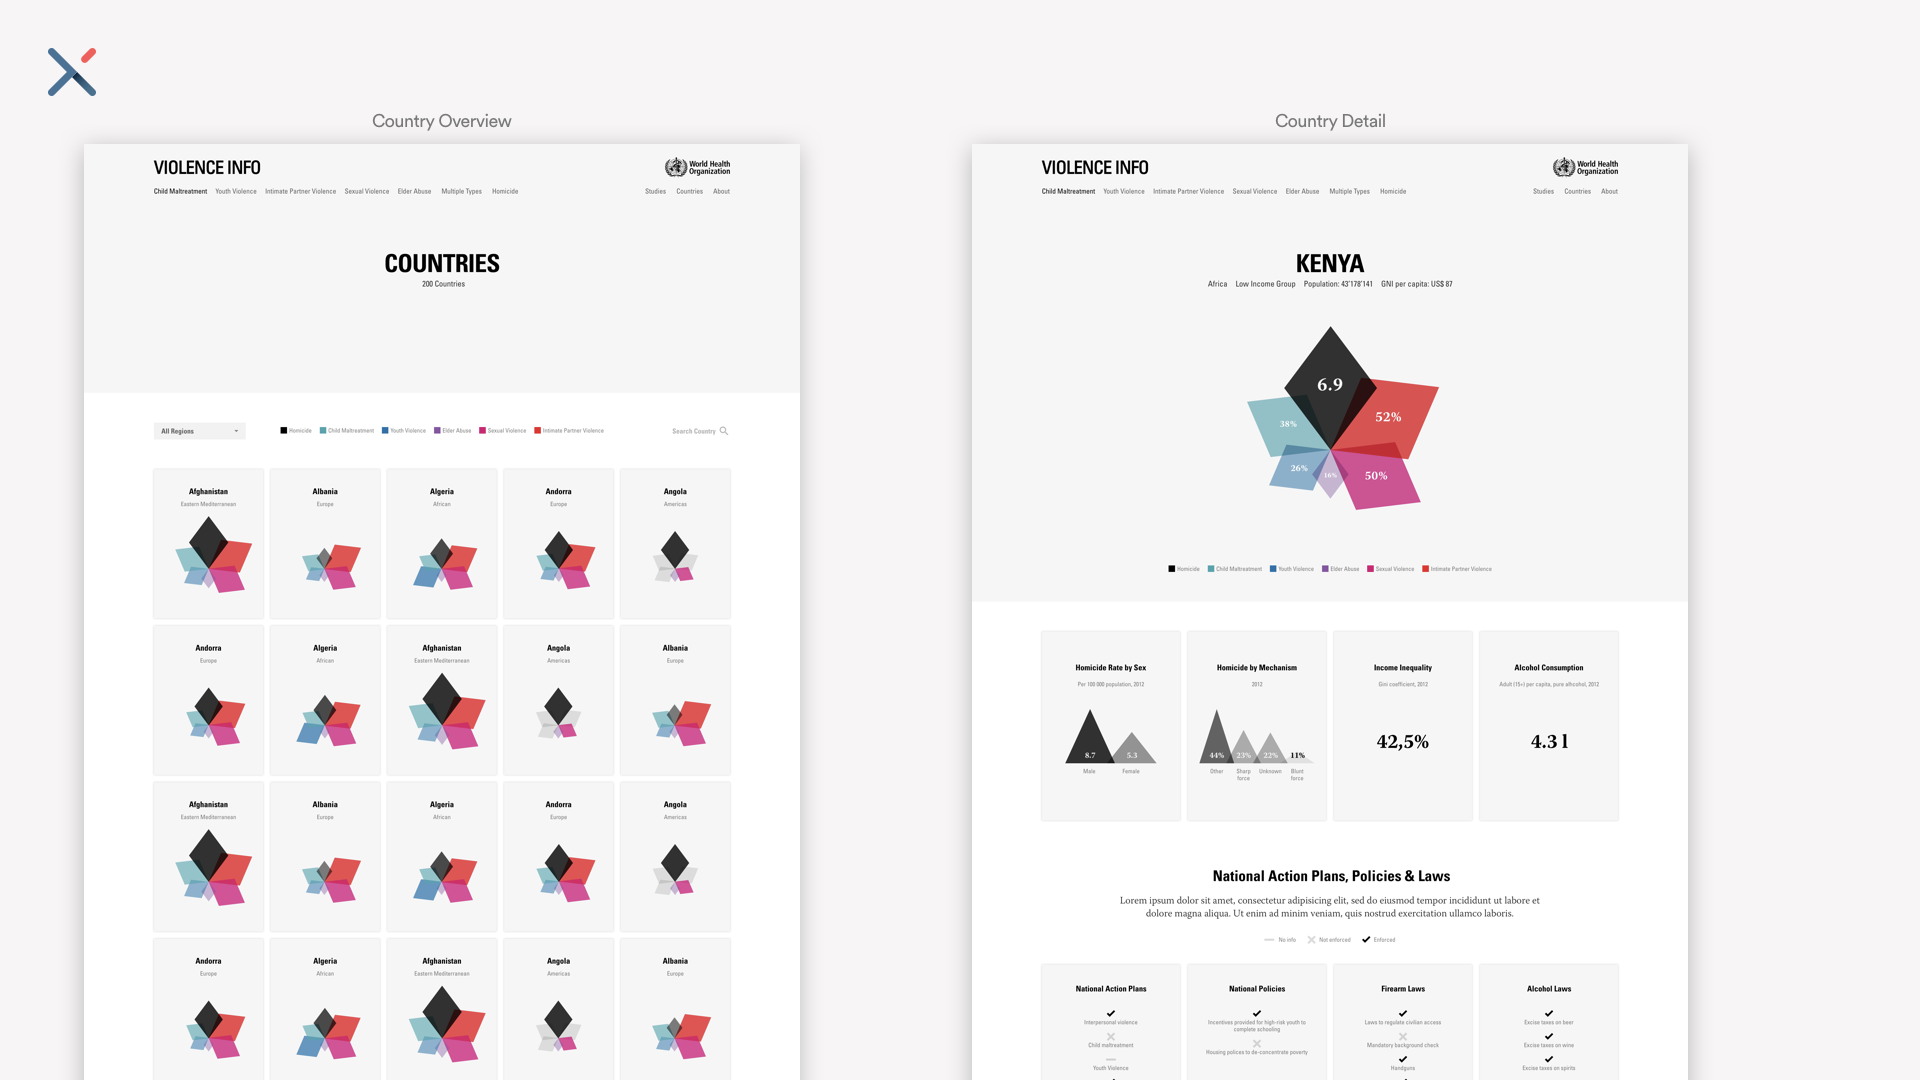 Country Overview
VIOLENCE INFO
World Health
Organization
Child Maltreatment Youth Violence Intimate Partner Violence Sexual Violence Elder Abuse Multiple Types Homicide
Studies Countries About
COUNTRIES
200 Countries
All Regions
Homicide Child Maltreatment Youth Violence Elder Abuse Sexual Violence Intimate Partner Violence
Search Country
Afghanistan Albania Algeria Andorra Angola
Eastern Mediterranean Europe African Europe Americas
Andorra Algeria Afghanistan Angola Albania
Europe African Eastern Mediterranean Americas Europe
Afghanistan Albania Algeria Andorra Angola
Eastern Mediterranean Europe African Europe Americas
Andorra Algeria Afghanistan Angola Albania
Europe African Eastern Mediterranean Americas Europe
Country Detail
VIOLENCE INFO
World Health
Organization
Child Maltreatment Youth Violence Intimate Partner Violence Sexual Violence Elder Abuse Multiple Types Homicide
Studies Countries About
KENYA
Africa Low Income Group Population: 43'178'141 GNI per capita: US$ 87
6.9
52%
38%
26%
16%
50%
Homicide Child Maltreatment Youth Violence Elder Abuse Sexual Violence Intimate Partner Violence
Homicide Rate by Sex
Per 100 000 population, 2012
8.7 5.3
Male Female
Homicide by Mechanism
2012
44% 23% 22% 11%
Other Sharp Unknown Blunt
force force
Income Inequality
Gini coefficient, 2012
42,5%
Alcohol Consumption
Adult (15+) per capita, pure alhcohol, 2012
4.3 l
National Action Plans, Policies & Laws
Lorem ipsum dolor sit amet, consectetur adipisicing elit, sed do eiusmod tempor incididunt ut labore et
dolore magna aliqua. Ut enim ad minim veniam, quis nostrud exercitation ullamco laboris.
No info Not enforced Enforced
National Action Plans
Interpersonal violence
Child maltreatment
Youth Violence
National Policies
Incentives provided for high-risk youth to
complete schooling
Housing polices to de-concentrate poverty
Firearm Laws
Laws to regulate civilian access
Mendatory background check
Handguns
Alcohol Laws
Excise taxes on beer
Excise taxes on wine
Excise taxes on spirits